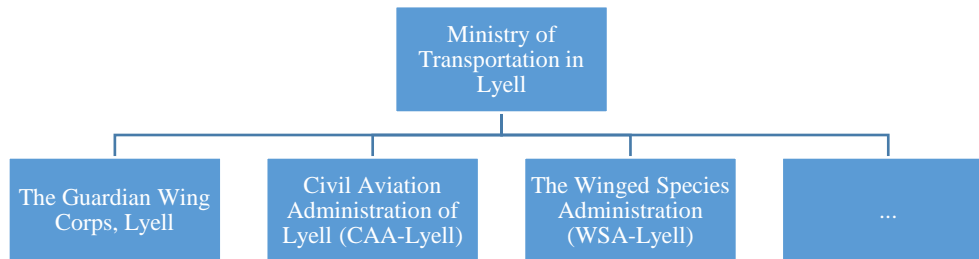 Ministry of
Transportation in
Lyell
The Guardian Wing
Corps, Lyell
Civil Aviation
Administration of
Lyell (CAA-Lyell)
The Winged Species
Administration
(WSA-Lyell)
...